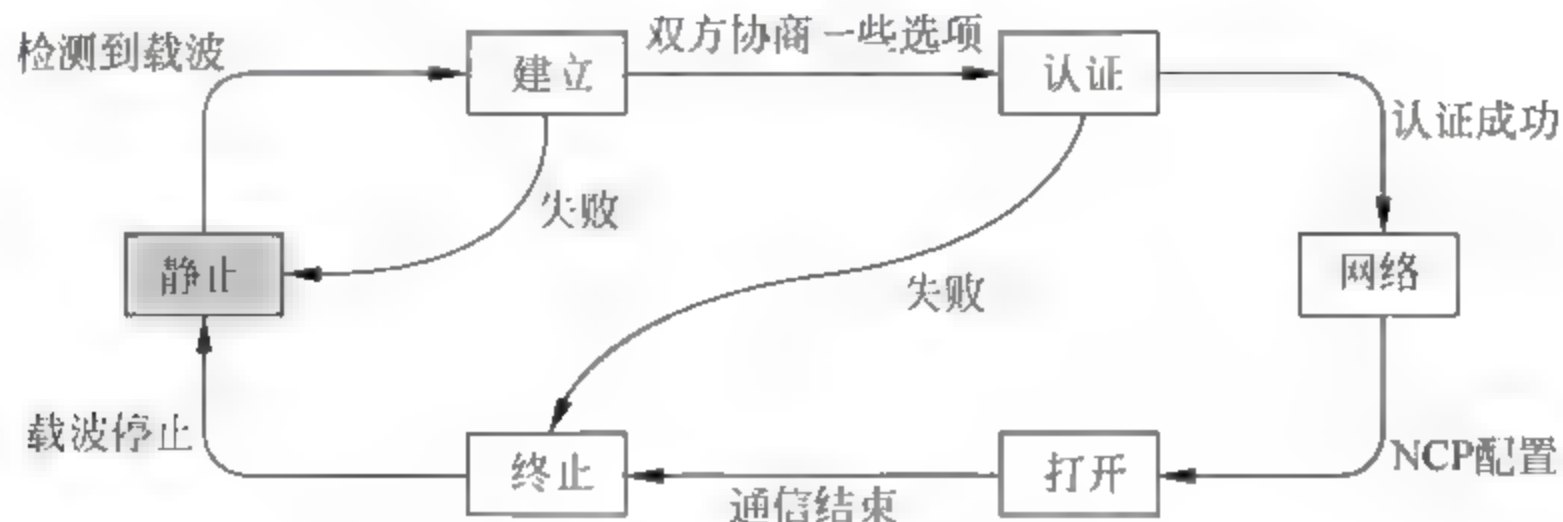 检测到载波
建立
双方协商一些选项
认证
认证成功
失败
静止
失败
网络
载波停止
终止
通信结束
打开
NCP配置